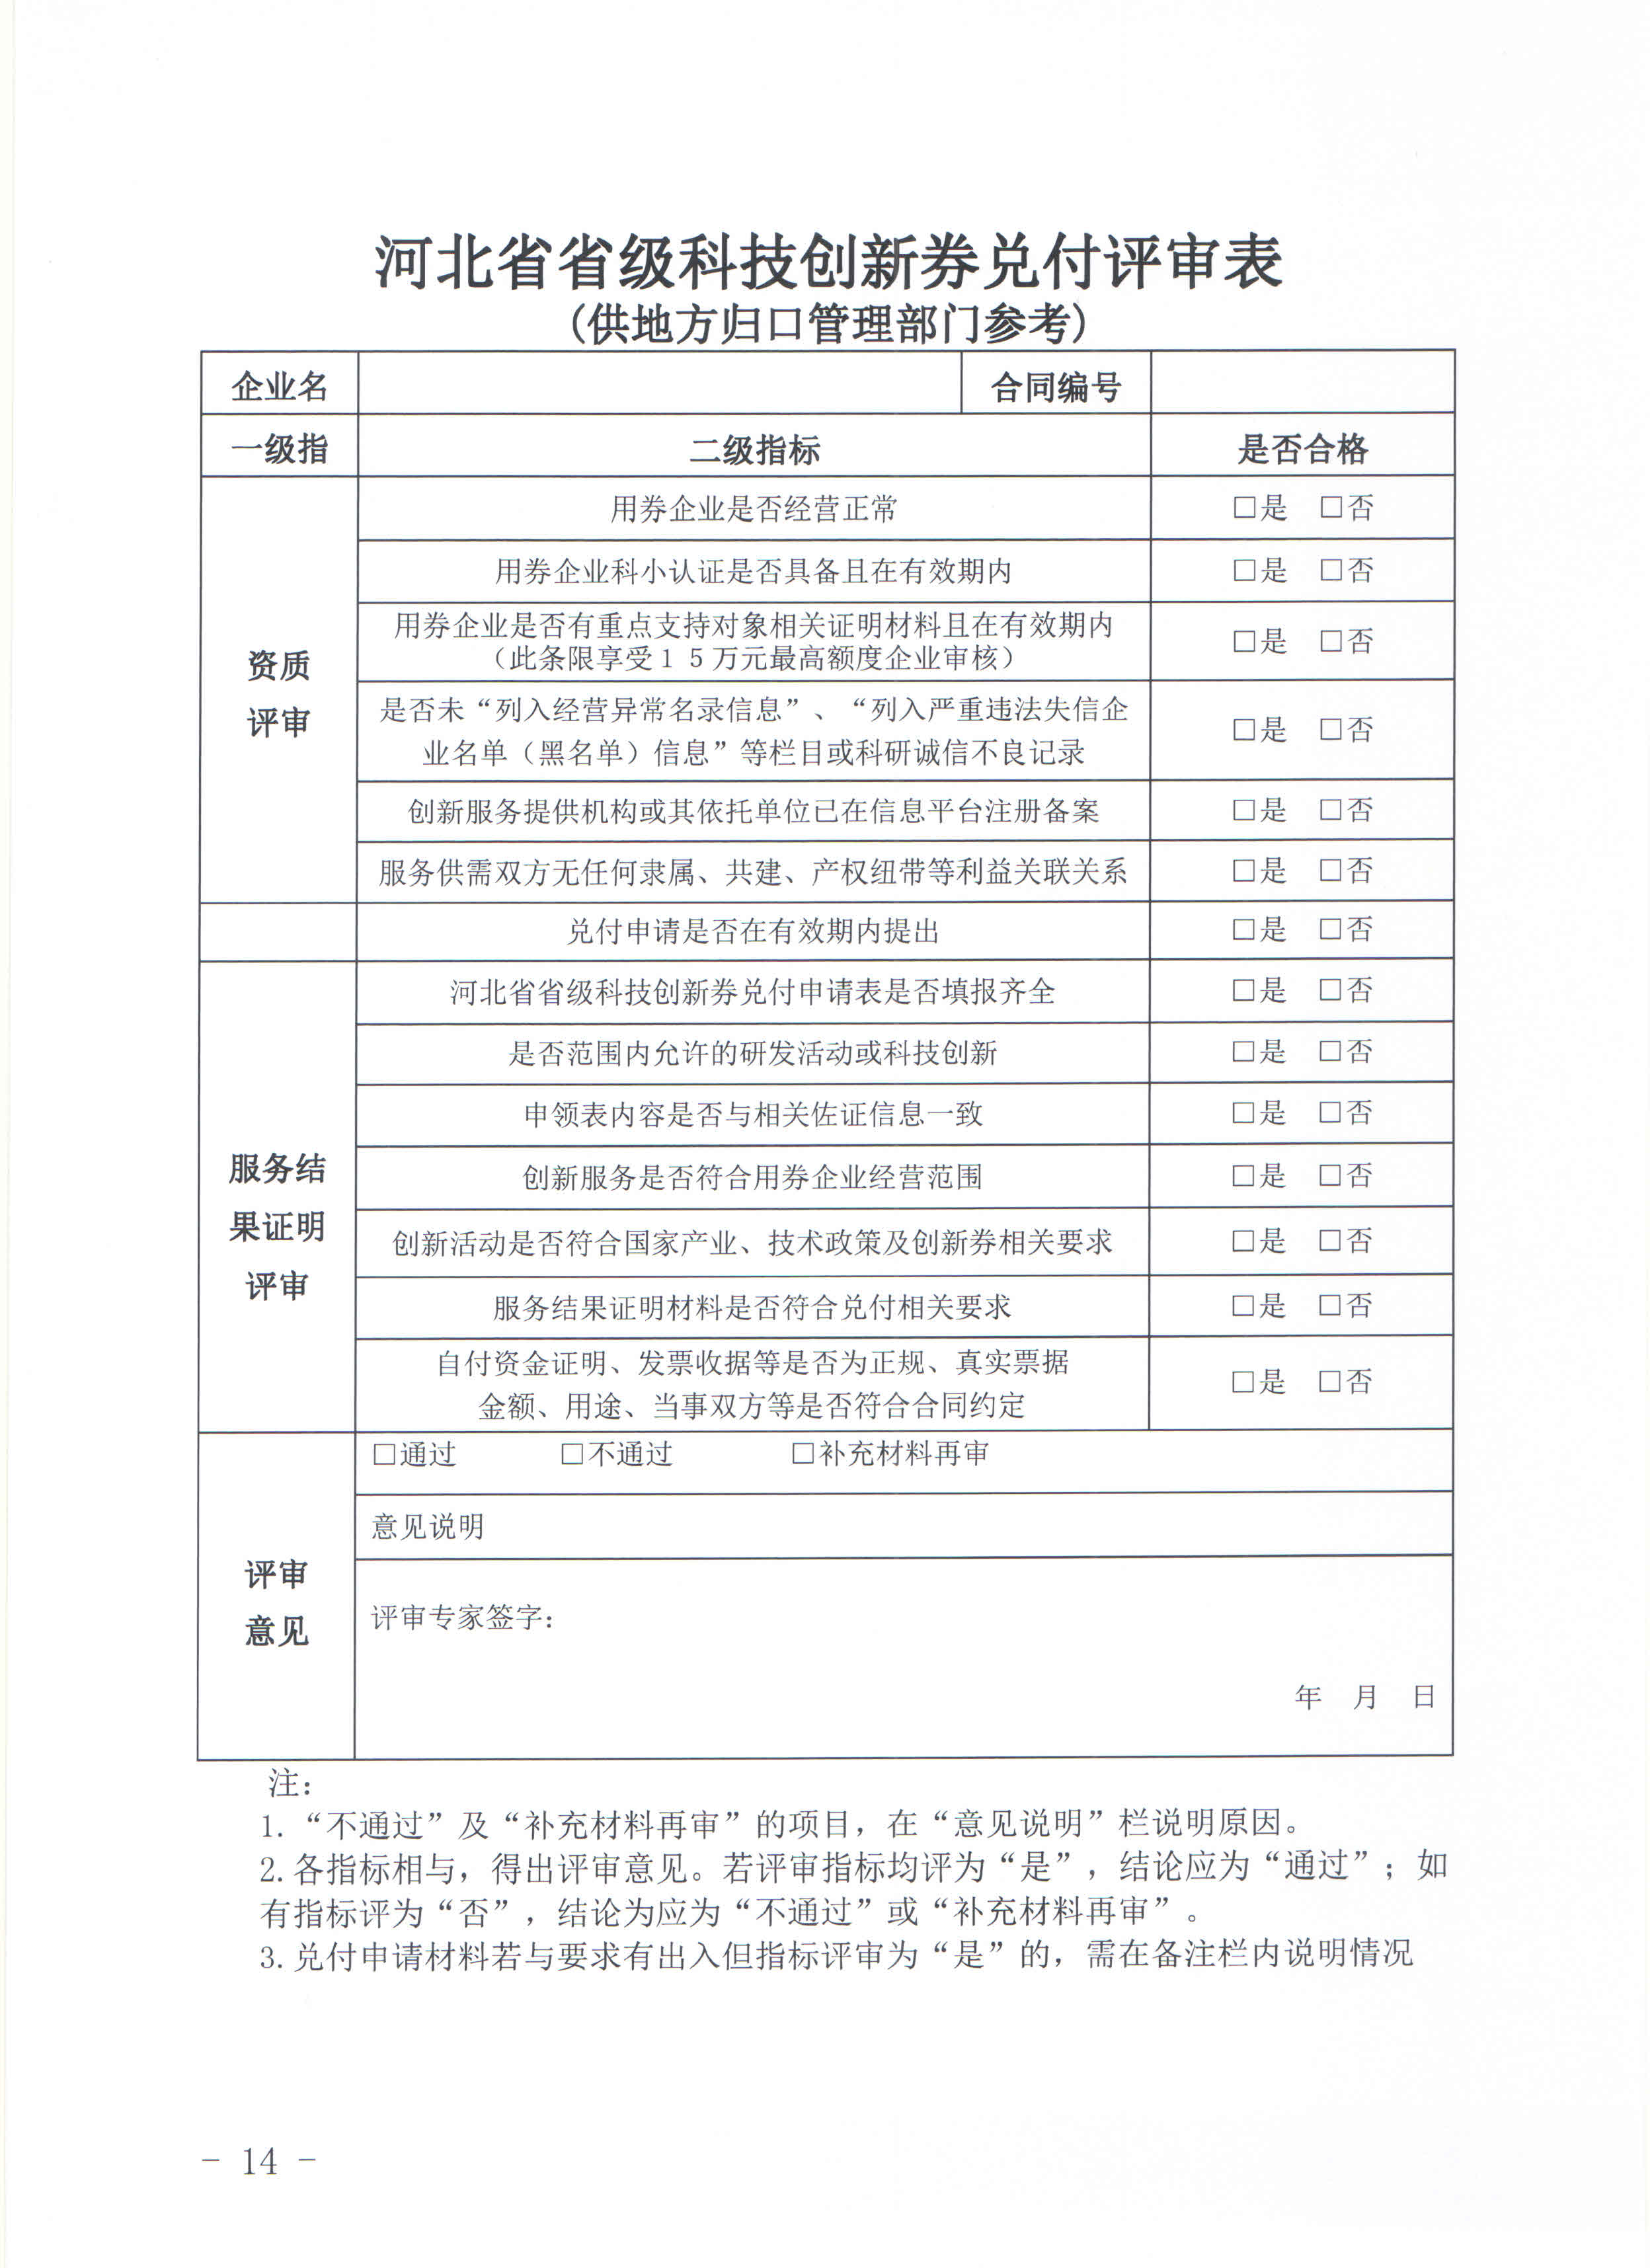 河北省省级科技创新券兑付评审表
(供地方归口管理部门参考)
企业名
合同编号
一级指
二级指标
是否合格
资质
评审
用券企业是否经营正常
□是 □否
用券企业科小认证是否具备且在有效期内
□是 □否
用券企业是否有重点支持对象相关证明材料且在有效期内
（此条限享受１５万元最高额度企业审核）
□是 □否
是否未“列入经营异常名录信息”、“列入严重违法失信企
业名单（黑名单）信息”等栏目或科研诚信不良记录
□是 □否
创新服务提供机构或其依托单位已在信息平台注册备案
□是 □否
服务供需双方无任何隶属、共建、产权纽带等利益关联关系
□是 □否
兑付申请是否在有效期内提出
□是 □否
服务结
果证明
评审
河北省省级科技创新券兑付申请表是否填报齐全
□是 □否
是否范围内允许的研发活动或科技创新
□是 □否
申领表内容是否与相关佐证信息一致
□是 □否
创新服务是否符合用券企业经营范围
□是 □否
创新活动是否符合国家产业、技术政策及创新券相关要求
□是 □否
服务结果证明材料是否符合兑付相关要求
□是 □否
自付资金证明、发票收据等是否为正规、真实票据
金额、用途、当事双方等是否符合合同约定
□是 □否
评审
意见
□通过 □不通过 □补充材料再审
意见说明
评审专家签字：
年 月 日
注：
1. “不通过”及“补充材料再审”的项目，在“意见说明”栏说明原因。
2.各指标相与，得出评审意见。若评审指标均评为“是”，结论应为“通过”；如
有指标评为“否”，结论为应为“不通过”或“补充材料再审”。
3.兑付申请材料若与要求有出入但指标评审为“是”的，需在备注栏内说明情况
- 14 -